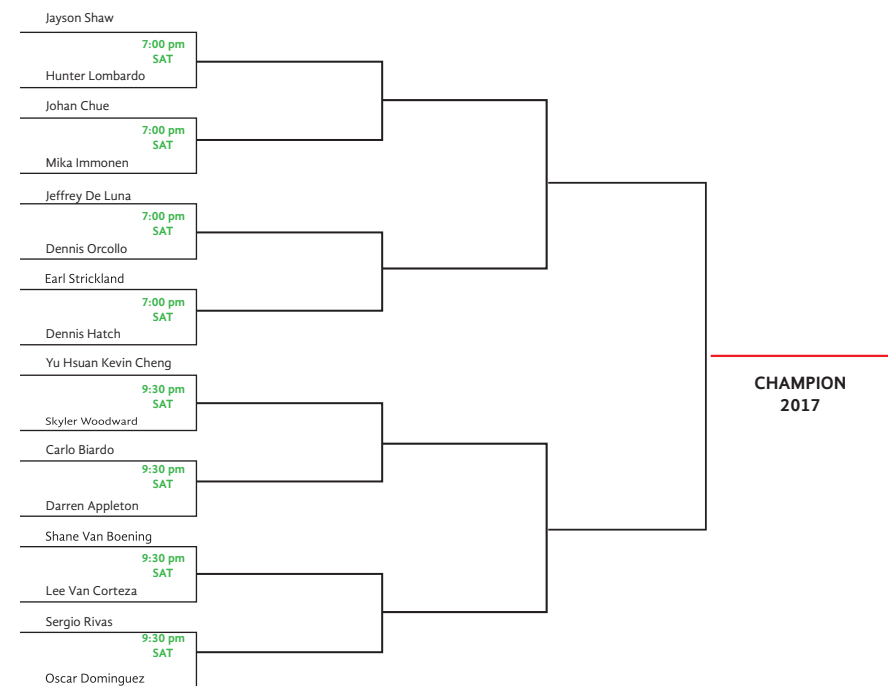 Jayson Shaw
7:00 pm
SAT
Hunter Lombardo
Johan Chue
7:00 pm
SAT
Mika Immonen
Jeffrey De Luna
7:00 pm
SAT
Dennis Orcollo
Earl Strickland
7:00 pm
SAT
Dennis Hatch
Yu Hsuan Kevin Cheng
9:30 pm
SAT
Skyler Woodward
Carlo Biardo
9:30 pm
SAT
Darren Appleton
Shane Van Boening
9:30 pm
SAT
Lee Van Corteza
Sergio Rivas
9:30 pm
SAT
Oscar Dominguez
CHAMPION
2017